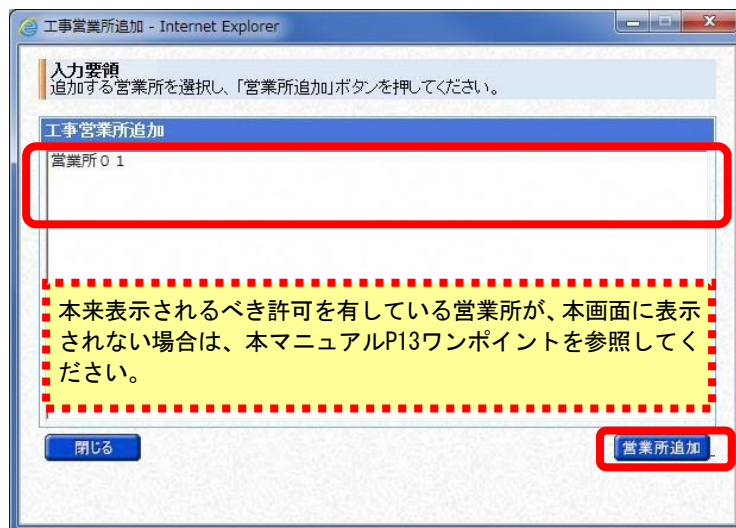 工事営業所追加 - Internet Explorer
入力要領
追加する営業所を選択し、「営業所追加」ボタンを押してください。
工事営業所追加
営業所０１
本来表示されるべき許可を有している営業所が、本画面に表示
されない場合は、本マニュアルP13ワンポイントを参照してく
ださい。
閉じる
営業所追加